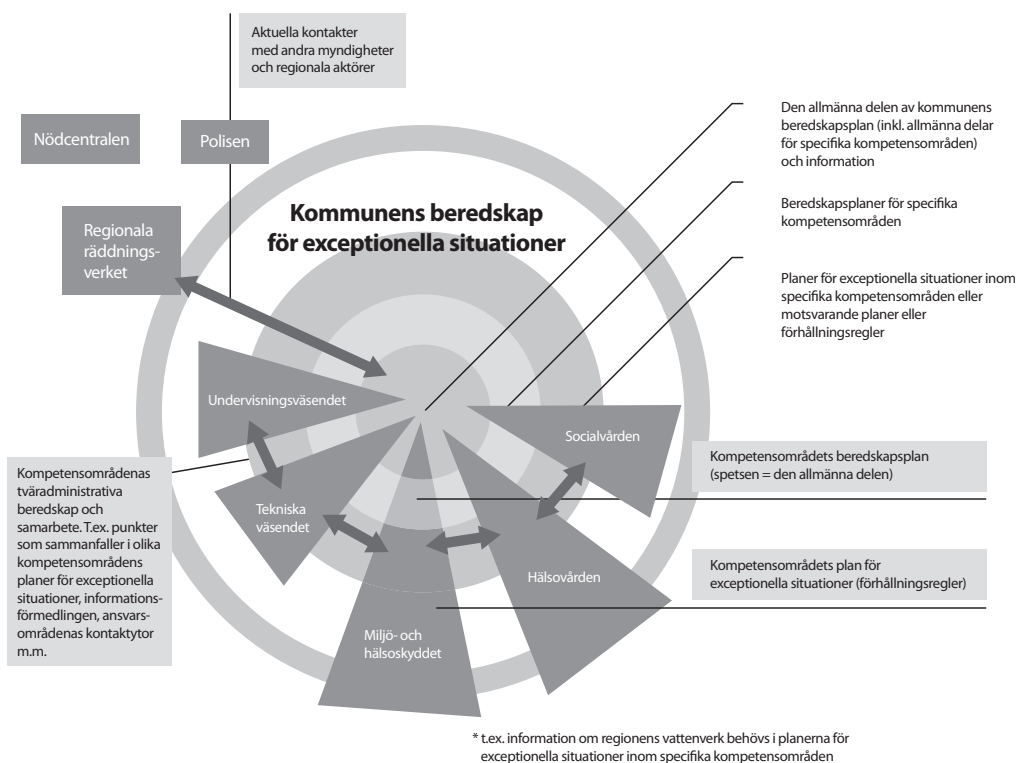 Aktuella kontakter
med andra myndigheter
och regionala aktörer
Nödcentralen
Polisen
Regionala
räddnings-
verket
Kommunens beredskap
för exceptionella situationer
Den allmänna delen av kommunens
beredskapsplan (inkl. allmänna delar
för specifika kompetensområden)
och information
Beredskapsplaner för specifika
kompetensområden
Planer för exceptionella situationer inom
specifika kompetensområden eller
motsvarande planer eller
förhållningsregler
Undervisningsväsendet
Socialvården
Kompetensområdets beredskapsplan
(spetsen = den allmänna delen)
Kompetensområdenas
tväradministrativa
beredskap och
samarbete. T.ex. punkter
som sammanfaller i olika
kompetensområdens
planer för exceptionella
situationer, informations-
förmedlingen, ansvars-
områdenas kontaktytor
m.m.
Tekniska
väsendet
Hälsovården
Kompetensområdets plan för
exceptionella situationer (förhållningsregler)
Miljö- och
hälsoskyddet
* t.ex. information om regionens vattenverk behövs i planerna för
exceptionella situationer inom specifika kompetensområden